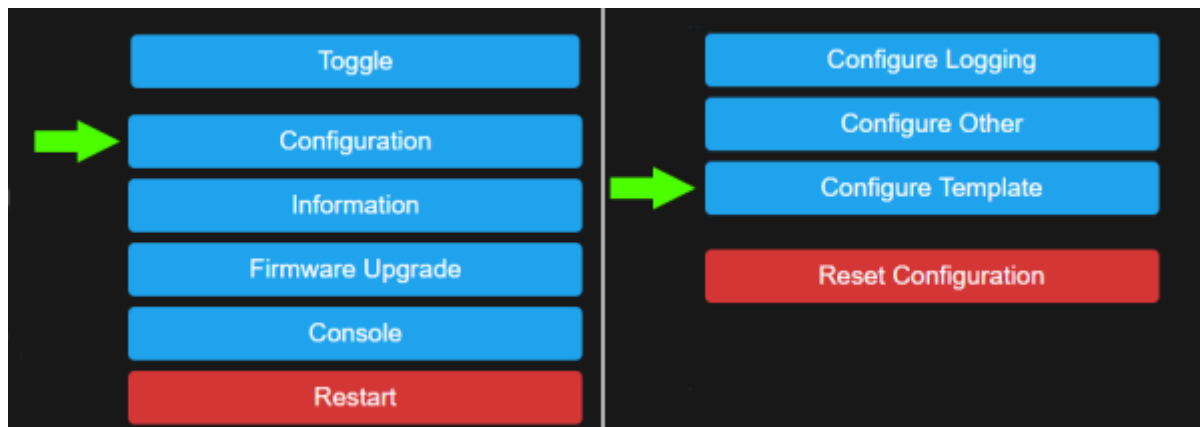 Toggle
Configuration
Information
Firmware Upgrade
Console
Restart
Configure Logging
Configure Other
Configure Template
Reset Configuration